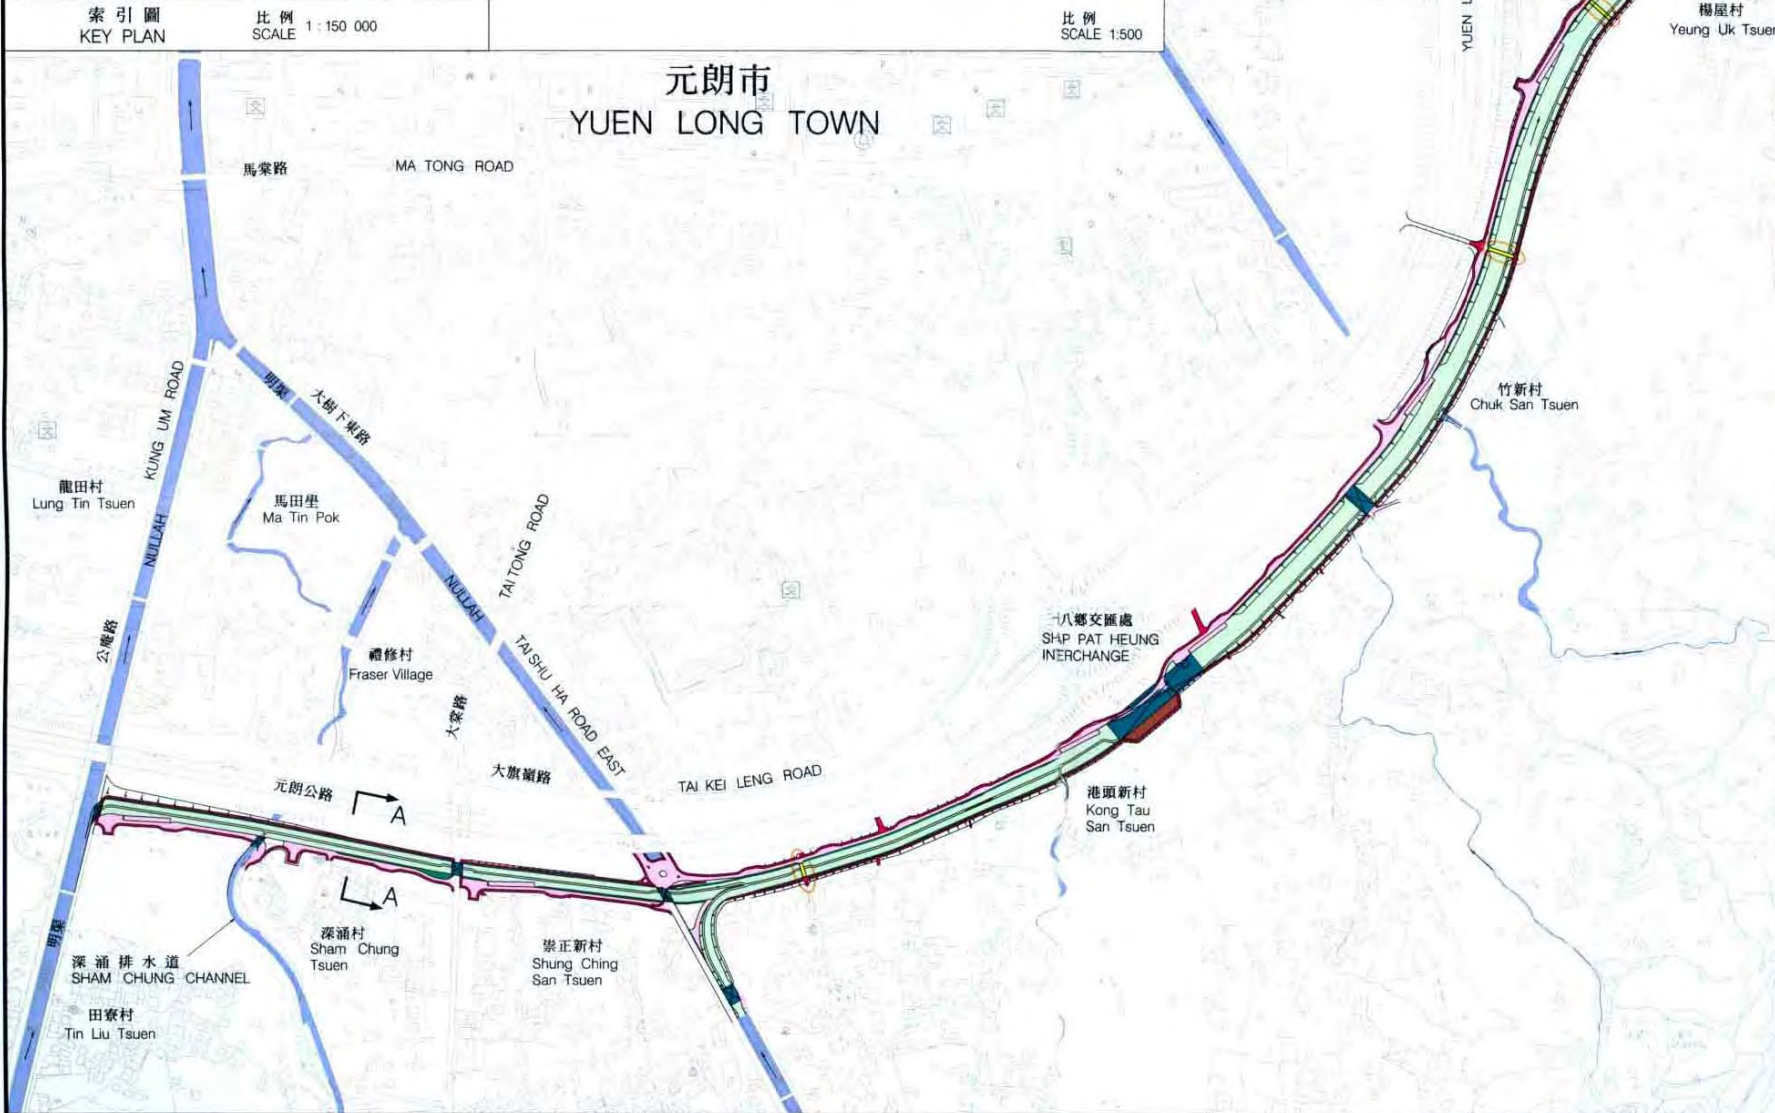 索引圖
KEY PLAN
比例
SCALE 1:150 000
比例
SCALE 1:500
YUEN L
楊屋村
Yeung Uk Tsuen
元朗市
YUEN LONG TOWN
馬棠路
MA TONG ROAD
KUNG UM ROAD
明渠
大樹下東路
竹新村
Chuk San Tsuen
龍田村
Lung Tin Tsuen
馬田壆
Ma Tin Pok
NULLAH
TAI TONG ROAD
NULLAH
公庵路
禮修村
Fraser Village
大棠路
TAI SHU HA ROAD EAST
十八鄉交匯處
SHAP PAT HEUNG
INTERCHANGE
元朗公路
大旗嶺路
TAI KEI LENG ROAD
港頭新村
Kong Tau
San Tsuen
A
A
明渠
深涌村
Sham Chung
Tsuen
崇正新村
Shung Ching
San Tsuen
深涌排水道
SHAM CHUNG CHANNEL
田寮村
Tin Liu Tsuen